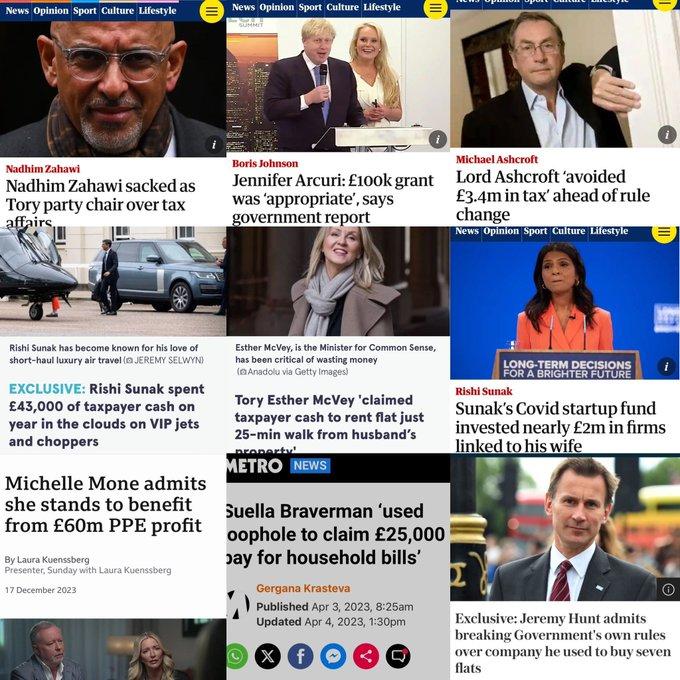 News Opinion Sport Culture Lifestyle
Nadhim Zahawi
Nadhim Zahawi sacked as
Tory party chair over tax
affairs
News Opinion Sport Culture Lifestyle
SUMMIT
Boris Johnson
Jennifer Arcuri: £100k grant
was ‘appropriate’, says
government report
News Opinion Sport Culture Lifestyle
Michael Ashcroft
Lord Ashcroft ‘avoided
£3.4m in tax’ ahead of rule
change
Rishi Sunak has become known for his love of
short-haul luxury air travel (JEREMY SELWYN)
EXCLUSIVE: Rishi Sunak spent
£43,000 of taxpayer cash on
year in the clouds on VIP jets
and choppers
Esther McVey, is the Minister for Common Sense,
has been critical of wasting money
(Anadolu via Getty Images)
Tory Esther McVey 'claimed
taxpayer cash to rent flat just
25-min walk from husband's
property'
News Opinion Sport Culture Lifestyle
LONG-TERM DECISIONS
FOR A BRIGHTER FUTURE
Rishi Sunak
Sunak’s Covid startup fund
invested nearly £2m in firms
linked to his wife
Michelle Mone admits
she stands to benefit
from £60m PPE profit
By Laura Kuenssberg
Presenter, Sunday with Laura Kuenssberg
17 December 2023
METRO NEWS
Suella Braverman ‘used
oophole to claim £25,000
pay for household bills’
Gergana Krasteva
Published Apr 3, 2023, 8:25am
Updated Apr 4, 2023, 1:30pm
Exclusive: Jeremy Hunt admits
breaking Government's own rules
over company he used to buy seven
flats